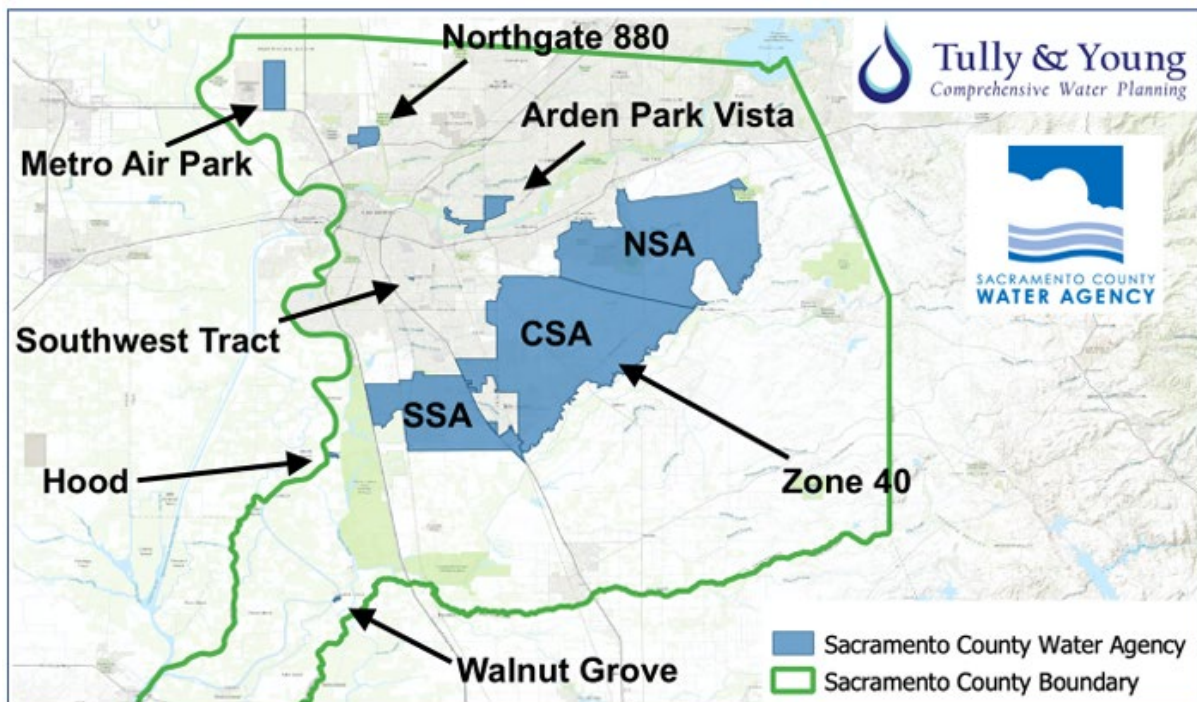 Northgate 880
Tully & Young
Comprehensive Water Planning
Arden Park Vista
Metro Air Park
NSA
SACRAMENTO COUNTY
WATER AGENCY
Southwest Tract
CSA
SSA
Hood
Zone 40
Walnut Grove
Sacramento County Water Agency
Sacramento County Boundary